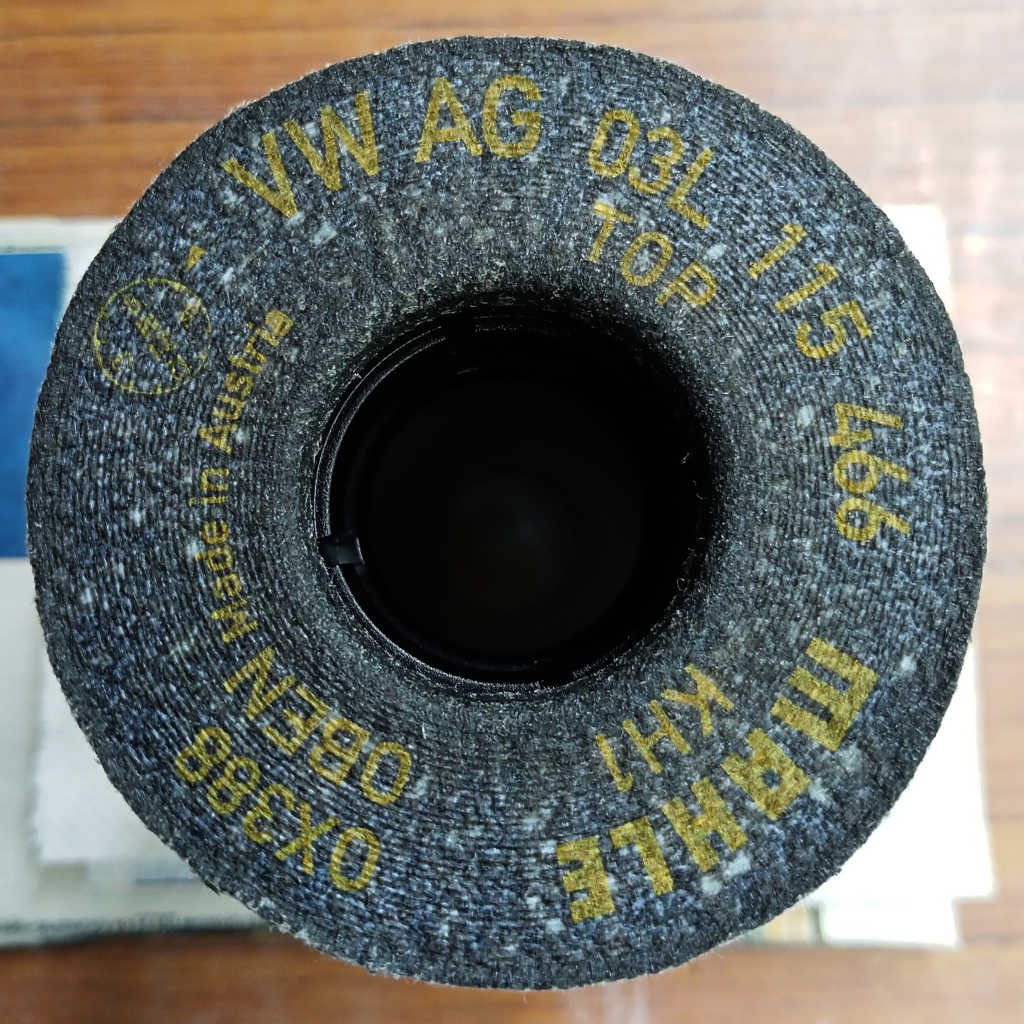 VW AG 03L 115 466
TOP
MAHLE
KH1
OX388
OBEN
Made in Austria